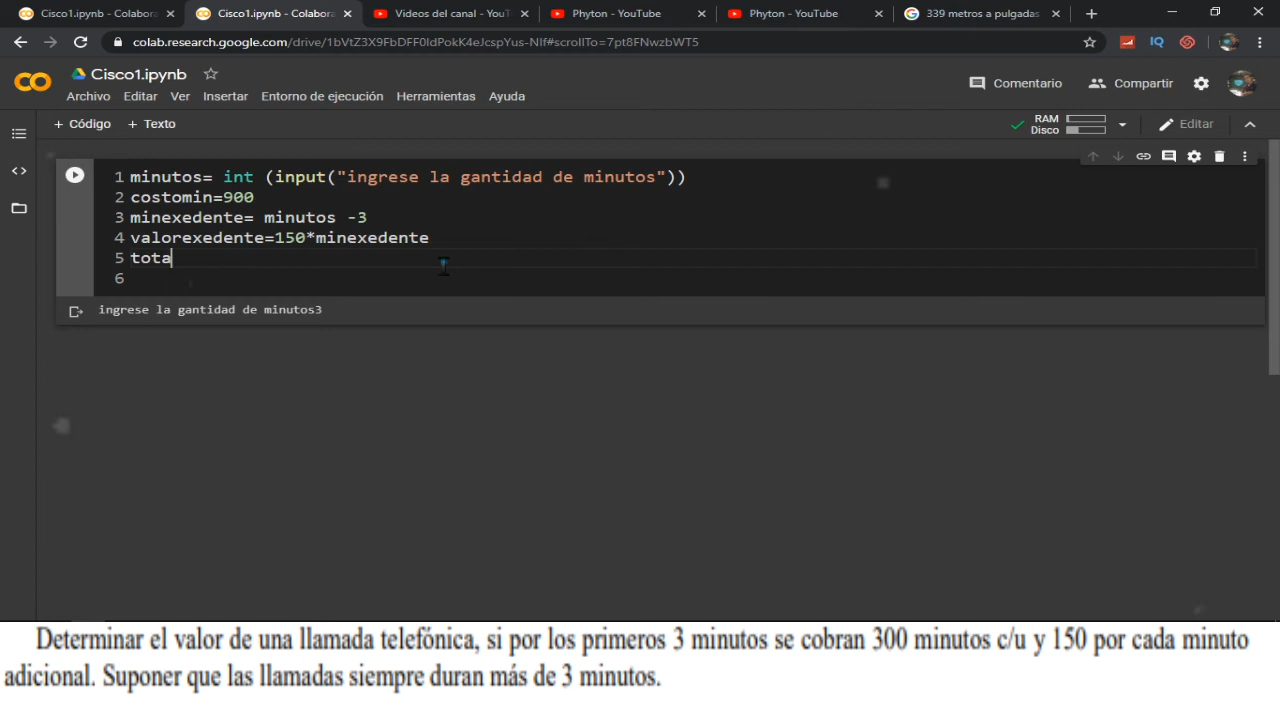 Cisco1.ipynb - Colabora
Cisco1.ipynb - Colabora
Videos del canal - YouT
Phyton - YouTube
Phyton - YouTube
339 metros a pulgadas
colab.research.google.com/drive/1bVtZ3X9FbDFF0IdPokK4eJcspYus-NIf#scrollTo=7pt8FNwzbWT5
IQ
Cisco1.ipynb
Comentario
Compartir
Archivo Editar Ver Insertar Entorno de ejecución Herramientas Ayuda
+ Código + Texto
RAM
Disco
Editar
1 minutos= int (input("ingrese la gantidad de minutos"))
2 costomin=900
3 minexedente= minutos -3
4 valorexedente=150*minexedente
5 tota
6
ingrese la gantidad de minutos3
Determinar el valor de una llamada telefónica, si por los primeros 3 minutos se cobran 300 minutos c/u y 150 por cada minuto
adicional. Suponer que las llamadas siempre duran más de 3 minutos.